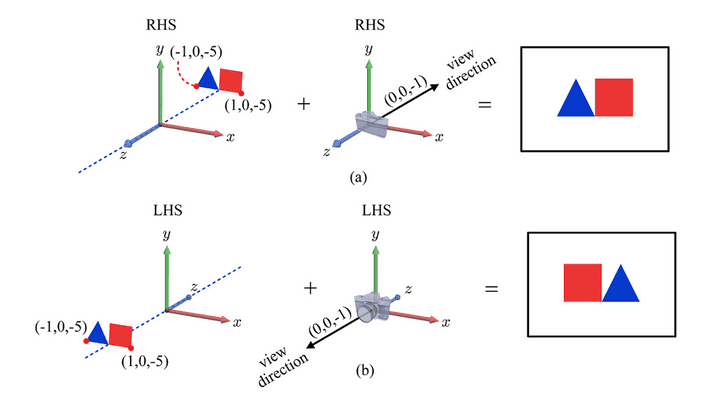 RHS
y
(-1,0,-5)
(1,0,-5)
x
z
+
RHS
y
(0,0,-1)
view
direction
x
z
=
(a)
LHS
y
z
x
(-1,0,-5)
(1,0,-5)
+
LHS
y
z
x
(0,0,-1)
view
direction
=
(b)